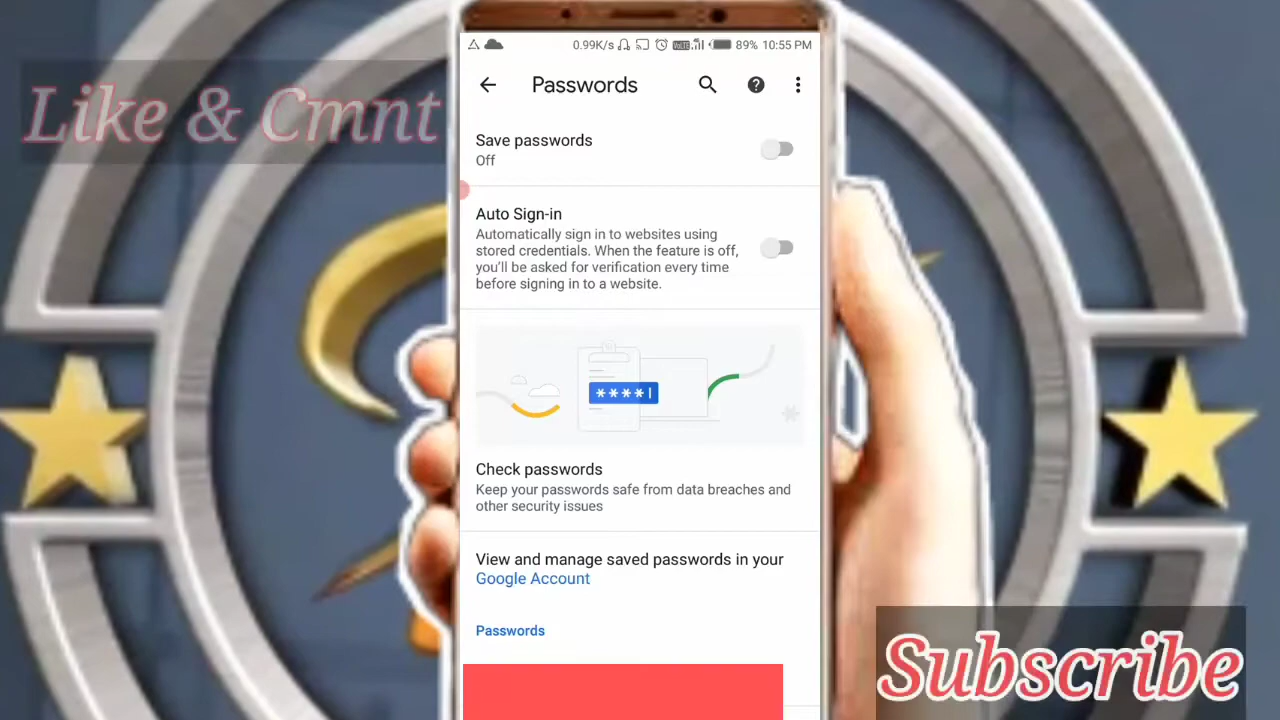 Like & Cmnt
0.99K/s 89% 10:55 PM
Passwords
Save passwords
Off
Auto Sign-in
Automatically sign in to websites using
stored credentials. When the feature is off,
you'll be asked for verification every time
before signing in to a website.
****|
Check passwords
Keep your passwords safe from data breaches and
other security issues
View and manage saved passwords in your
Google Account
Passwords
Subscribe